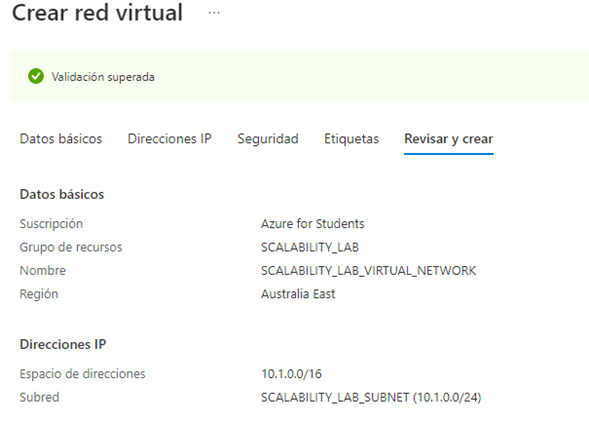 Crear red virtual ...
Validación superada
Datos básicos Direcciones IP Seguridad Etiquetas Revisar y crear
Datos básicos
Suscripción Azure for Students
Grupo de recursos SCALABILITY_LAB
Nombre SCALABILITY_LAB_VIRTUAL_NETWORK
Región Australia East
Direcciones IP
Espacio de direcciones 10.1.0.0/16
Subred SCALABILITY_LAB_SUBNET (10.1.0.0/24)